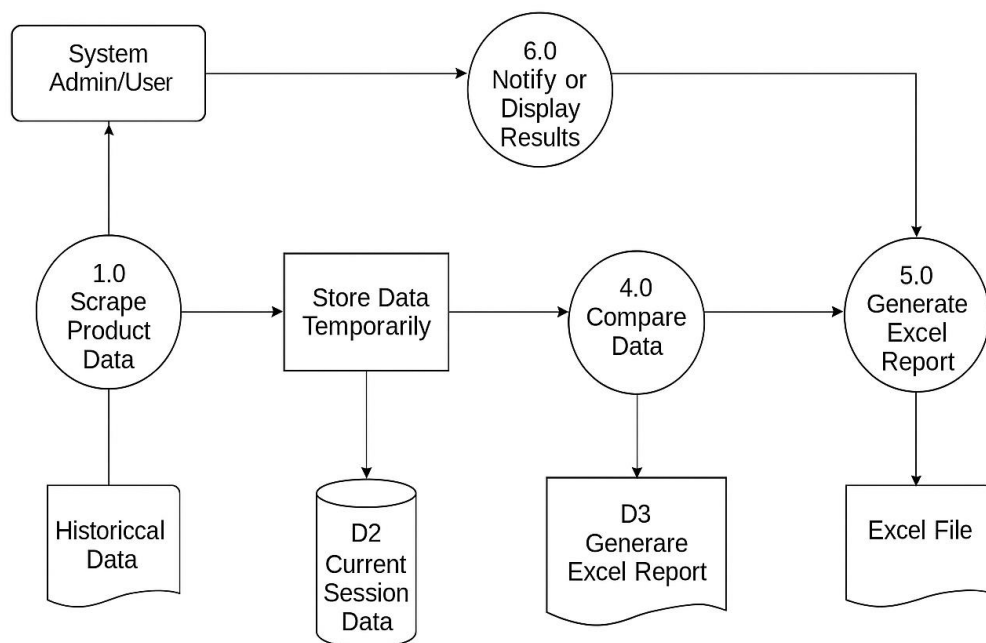 System
Admin/User
6.0
Notify or
Display
Results
1.0
Scrape
Product
Data
Store Data
Temporarily
4.0
Compare
Data
5.0
Generate
Excel
Report
Historiccal
Data
D2
Current
Session
Data
D3
Generare
Excel Report
Excel File